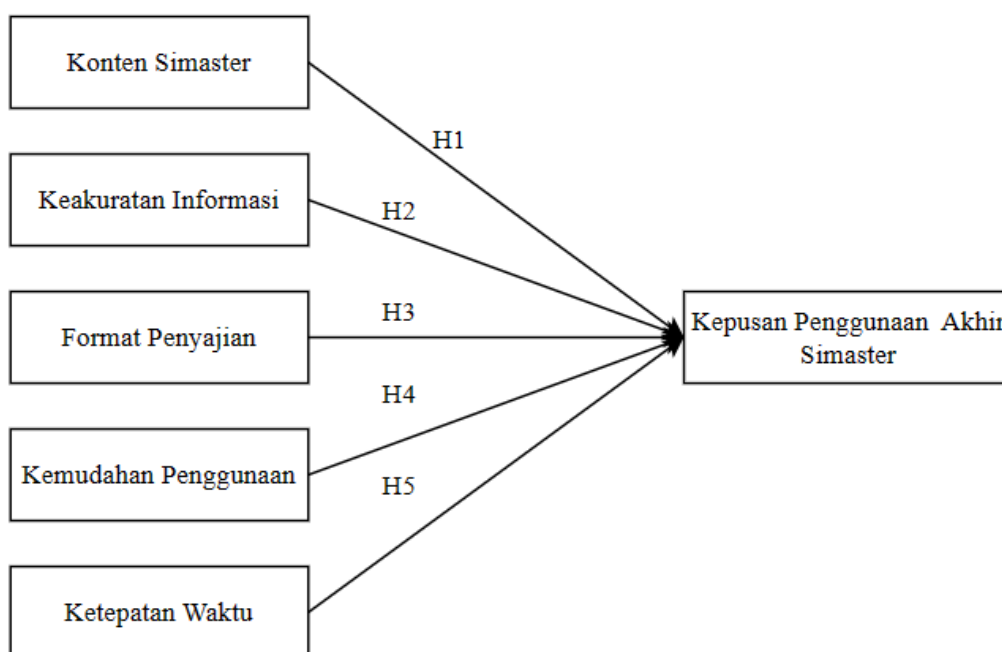 Konten Simaster
H1
Keakuratan Informasi
H2
Format Penyajian
H3
Kepusan Penggunaan Akhir
Simaster
H4
Kemudahan Penggunaan
H5
Ketepatan Waktu